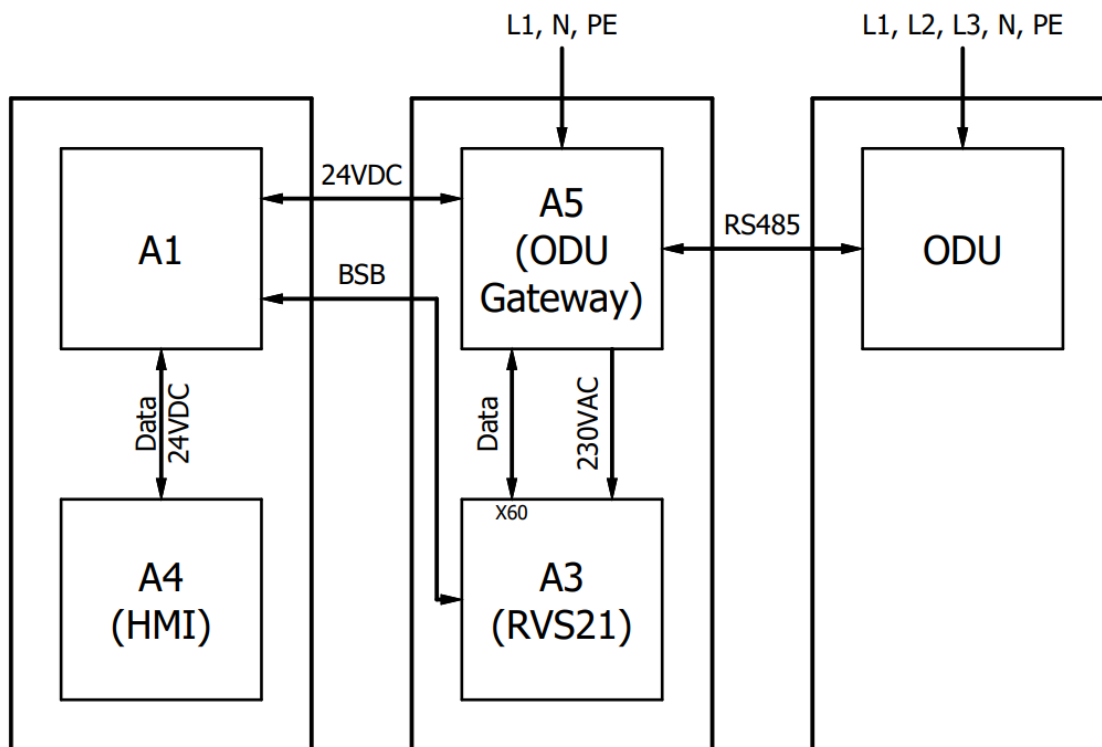 L1, N, PE
L1, L2, L3, N, PE
24VDC
A1
A5
(ODU
Gateway)
RS485
ODU
BSB
Data
24VDC
Data
230VAC
X60
A4
(HMI)
A3
(RVS21)